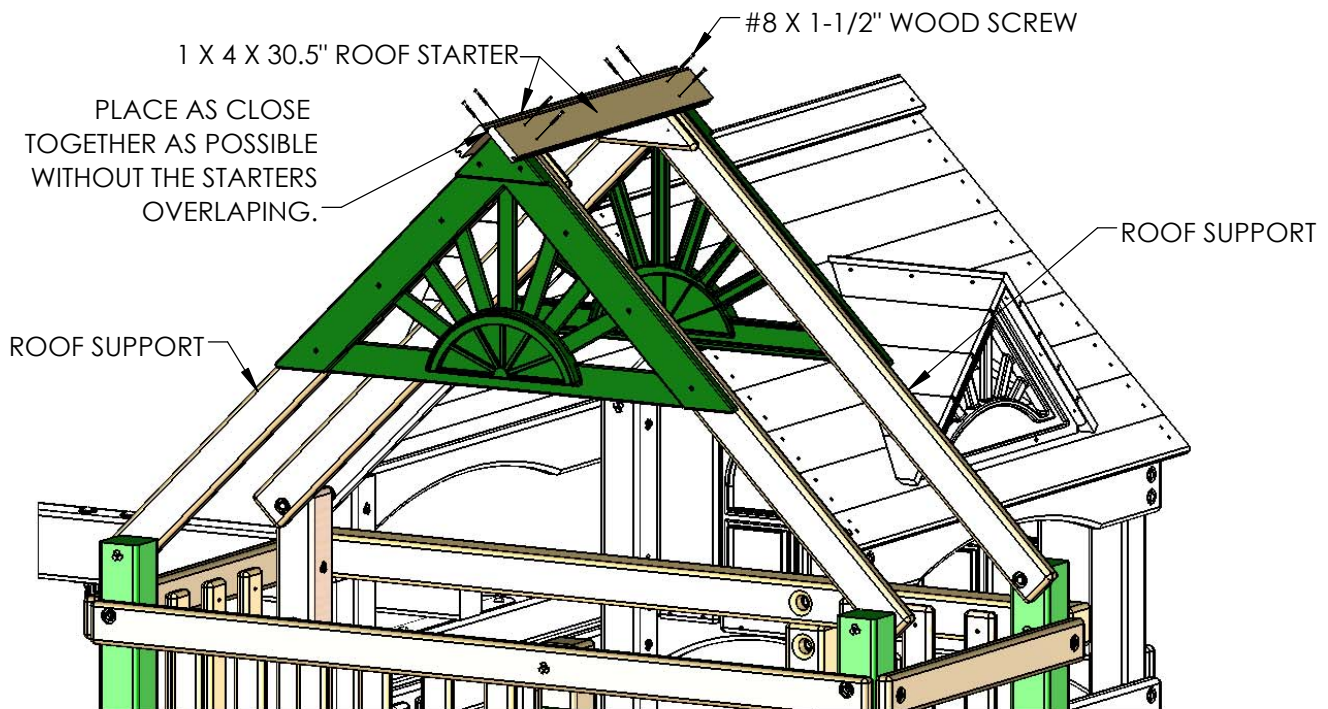 #8 X 1-1/2" WOOD SCREW
1 X 4 X 30.5" ROOF STARTER
PLACE AS CLOSE
TOGETHER AS POSSIBLE
WITHOUT THE STARTERS
OVERLAPING.
ROOF SUPPORT
ROOF SUPPORT